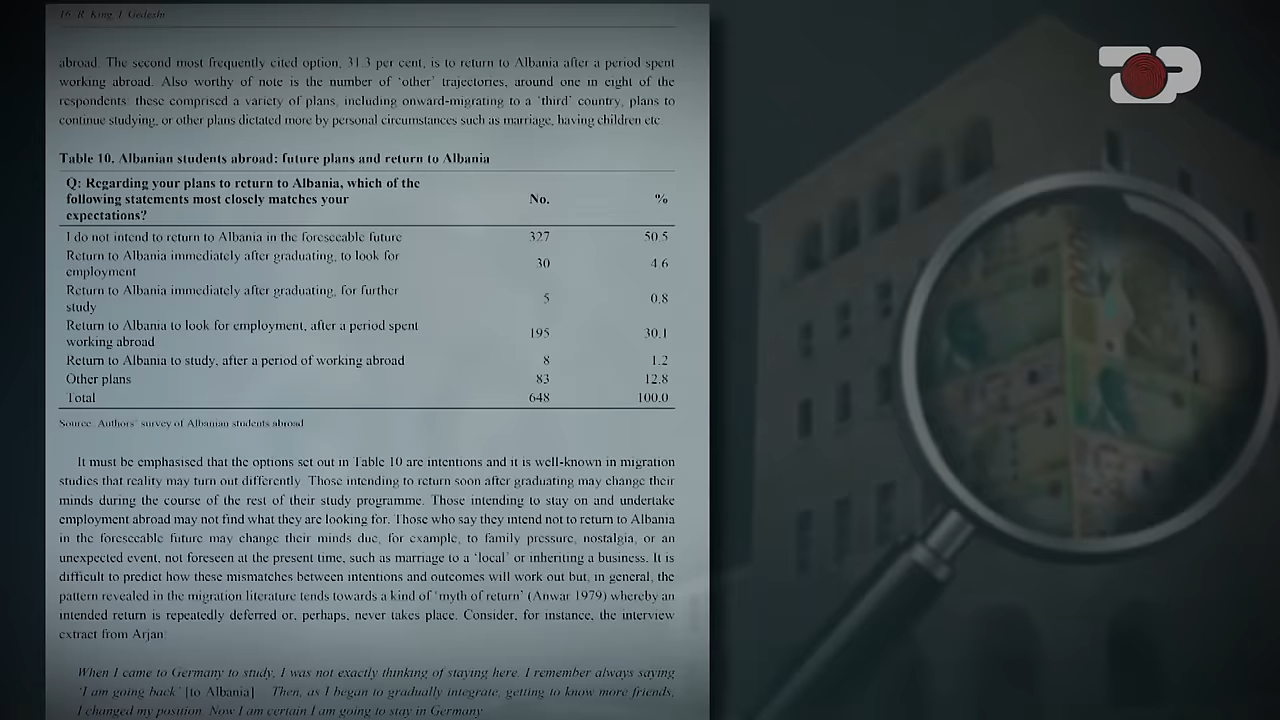 16 R. King, I. Gedeshi
abroad. The second most frequently cited option, 31.3 per cent, is to return to Albania after a period spent
working abroad. Also worthy of note is the number of ‘other’ trajectories, around one in eight of the
respondents: these comprised a variety of plans, including onward-migrating to a ‘third’ country, plans to
continue studying, or other plans dictated more by personal circumstances such as marriage, having children etc.
Table 10. Albanian students abroad: future plans and return to Albania
Q: Regarding your plans to return to Albania, which of the
following statements most closely matches your No. %
expectations?
I do not intend to return to Albania in the foreseeable future 327 50.5
Return to Albania immediately after graduating, to look for
employment 30 4.6
Return to Albania immediately after graduating, for further
study 5 0.8
Return to Albania to look for employment, after a period spent
working abroad 195 30.1
Return to Albania to study, after a period of working abroad 8 1.2
Other plans 83 12.8
Total 648 100.0
Source: Authors’ survey of Albanian students abroad
It must be emphasised that the options set out in Table 10 are intentions and it is well-known in migration
studies that reality may turn out differently. Those intending to return soon after graduating may change their
minds during the course of the rest of their study programme. Those intending to stay on and undertake
employment abroad may not find what they are looking for. Those who say they intend not to return to Albania
in the foreseeable future may change their minds due, for example, to family pressure, nostalgia, or an
unexpected event, not foreseen at the present time, such as marriage to a ‘local’ or inheriting a business. It is
difficult to predict how these mismatches between intentions and outcomes will work out but, in general, the
pattern revealed in the migration literature tends towards a kind of ‘myth of return’ (Anwar 1979) whereby an
intended return is repeatedly deferred or, perhaps, never takes place. Consider, for instance, the interview
extract from Arjan:
When I came to Germany to study, I was not exactly thinking of staying here. I remember always saying
‘I am going back’ [to Albania] Then, as I began to gradually integrate, getting to know more friends,
I changed my position. Now I am certain I am going to stay in Germany